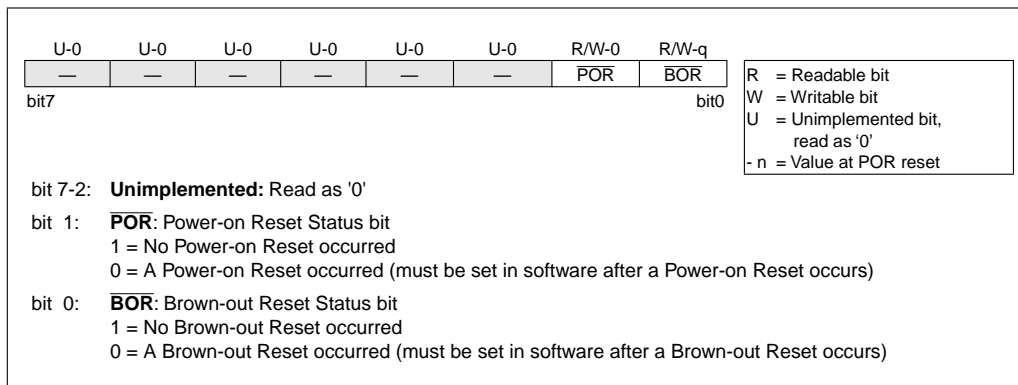 U-0 U-0 U-0 U-0 U-0 U-0 R/W-0 R/W-q
— — — — — — POR BOR
bit7 bit0
R = Readable bit
W = Writable bit
U = Unimplemented bit,
read as ‘0’
- n = Value at POR reset
bit 7-2: Unimplemented: Read as '0'
bit 1: POR: Power-on Reset Status bit
1 = No Power-on Reset occurred
0 = A Power-on Reset occurred (must be set in software after a Power-on Reset occurs)
bit 0: BOR: Brown-out Reset Status bit
1 = No Brown-out Reset occurred
0 = A Brown-out Reset occurred (must be set in software after a Brown-out Reset occurs)